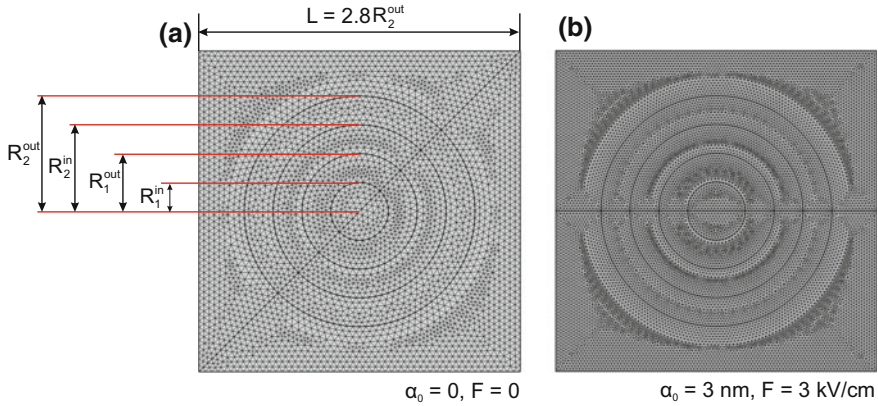 L = 2.8R₂ᵒᵘᵗ
(a)
(b)
R₂ᵒᵘᵗ
R₂ⁱⁿ
R₁ᵒᵘᵗ
R₁ⁱⁿ
α₀ = 0, F = 0
α₀ = 3 nm, F = 3 kV/cm